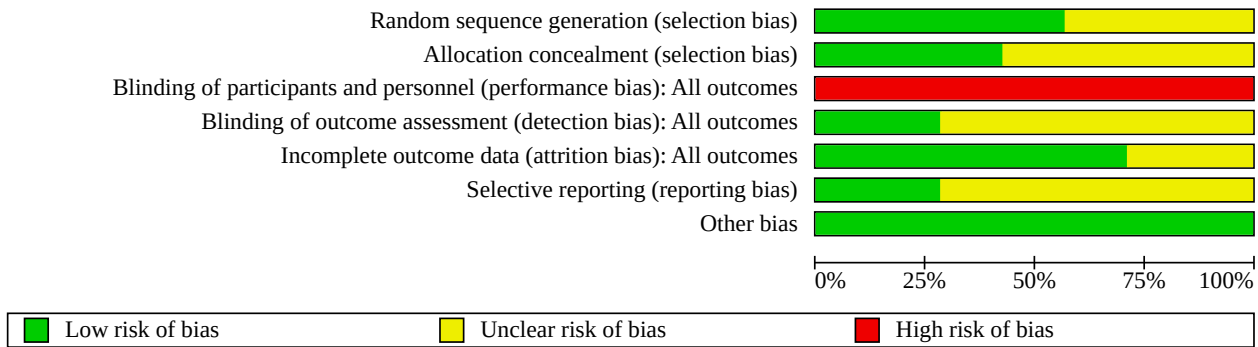 Random sequence generation (selection bias)
Allocation concealment (selection bias)
Blinding of participants and personnel (performance bias): All outcomes
Blinding of outcome assessment (detection bias): All outcomes
Incomplete outcome data (attrition bias): All outcomes
Selective reporting (reporting bias)
Other bias
0% 25% 50% 75% 100%
Low risk of bias Unclear risk of bias High risk of bias